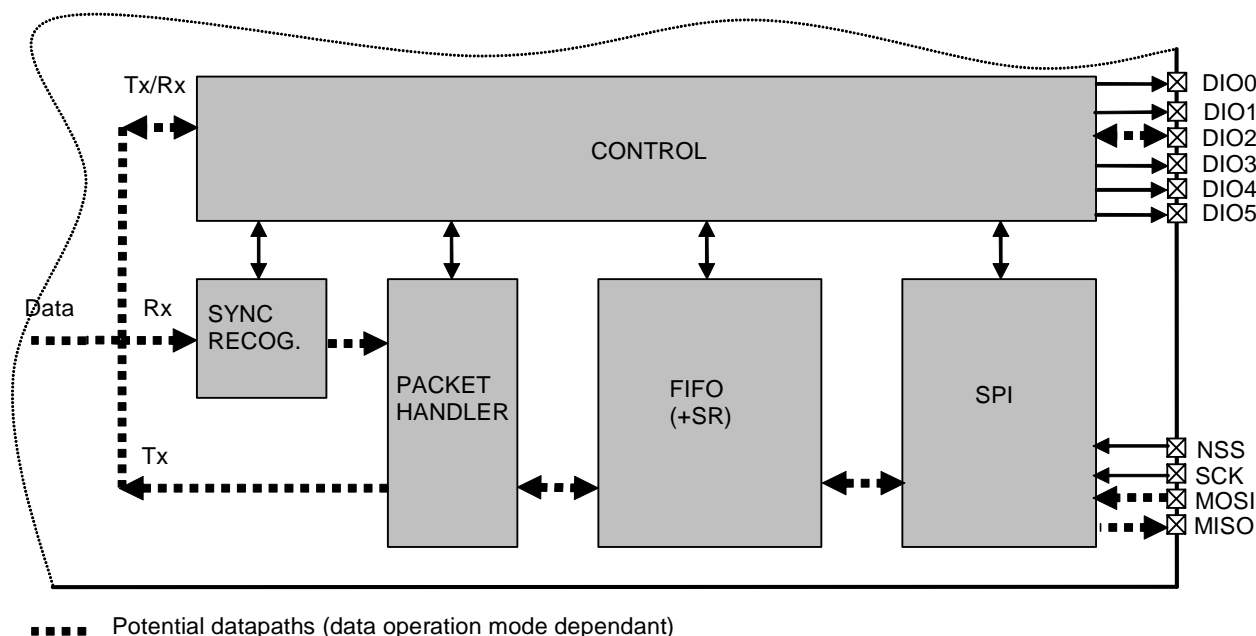 Tx/Rx
CONTROL
DIO0
DIO1
DIO2
DIO3
DIO4
DIO5
Data
Rx
SYNC
RECOG.
PACKET
HANDLER
FIFO
(+SR)
SPI
Tx
NSS
SCK
MOSI
MISO
Potential datapaths (data operation mode dependant)